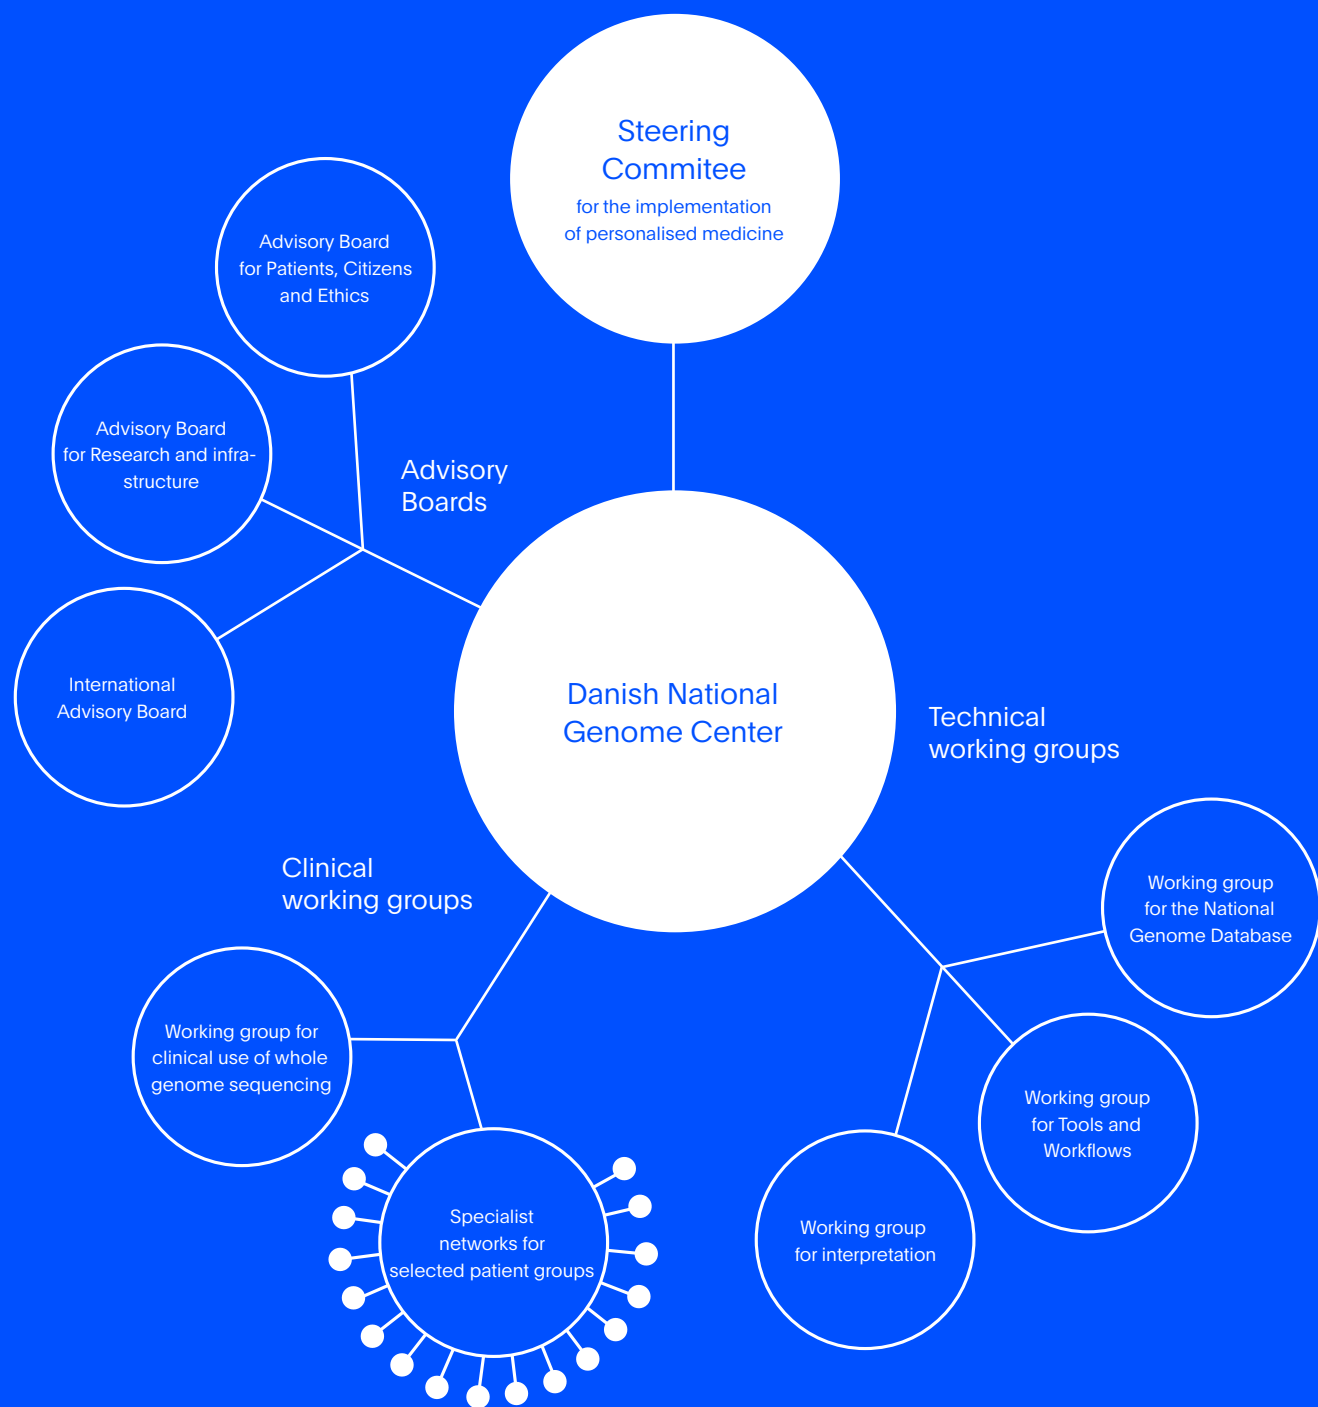 Steering
Commitee
for the implementation
of personalised medicine
Advisory Board
for Patients, Citizens
and Ethics
Advisory Board
for Research and infra-
structure
Advisory
Boards
International
Advisory Board
Danish National
Genome Center
Technical
working groups
Clinical
working groups
Working group
for the National
Genome Database
Working group for
clinical use of whole
genome sequencing
Working group
for Tools and
Workflows
Specialist
networks for
selected patient groups
Working group
for interpretation